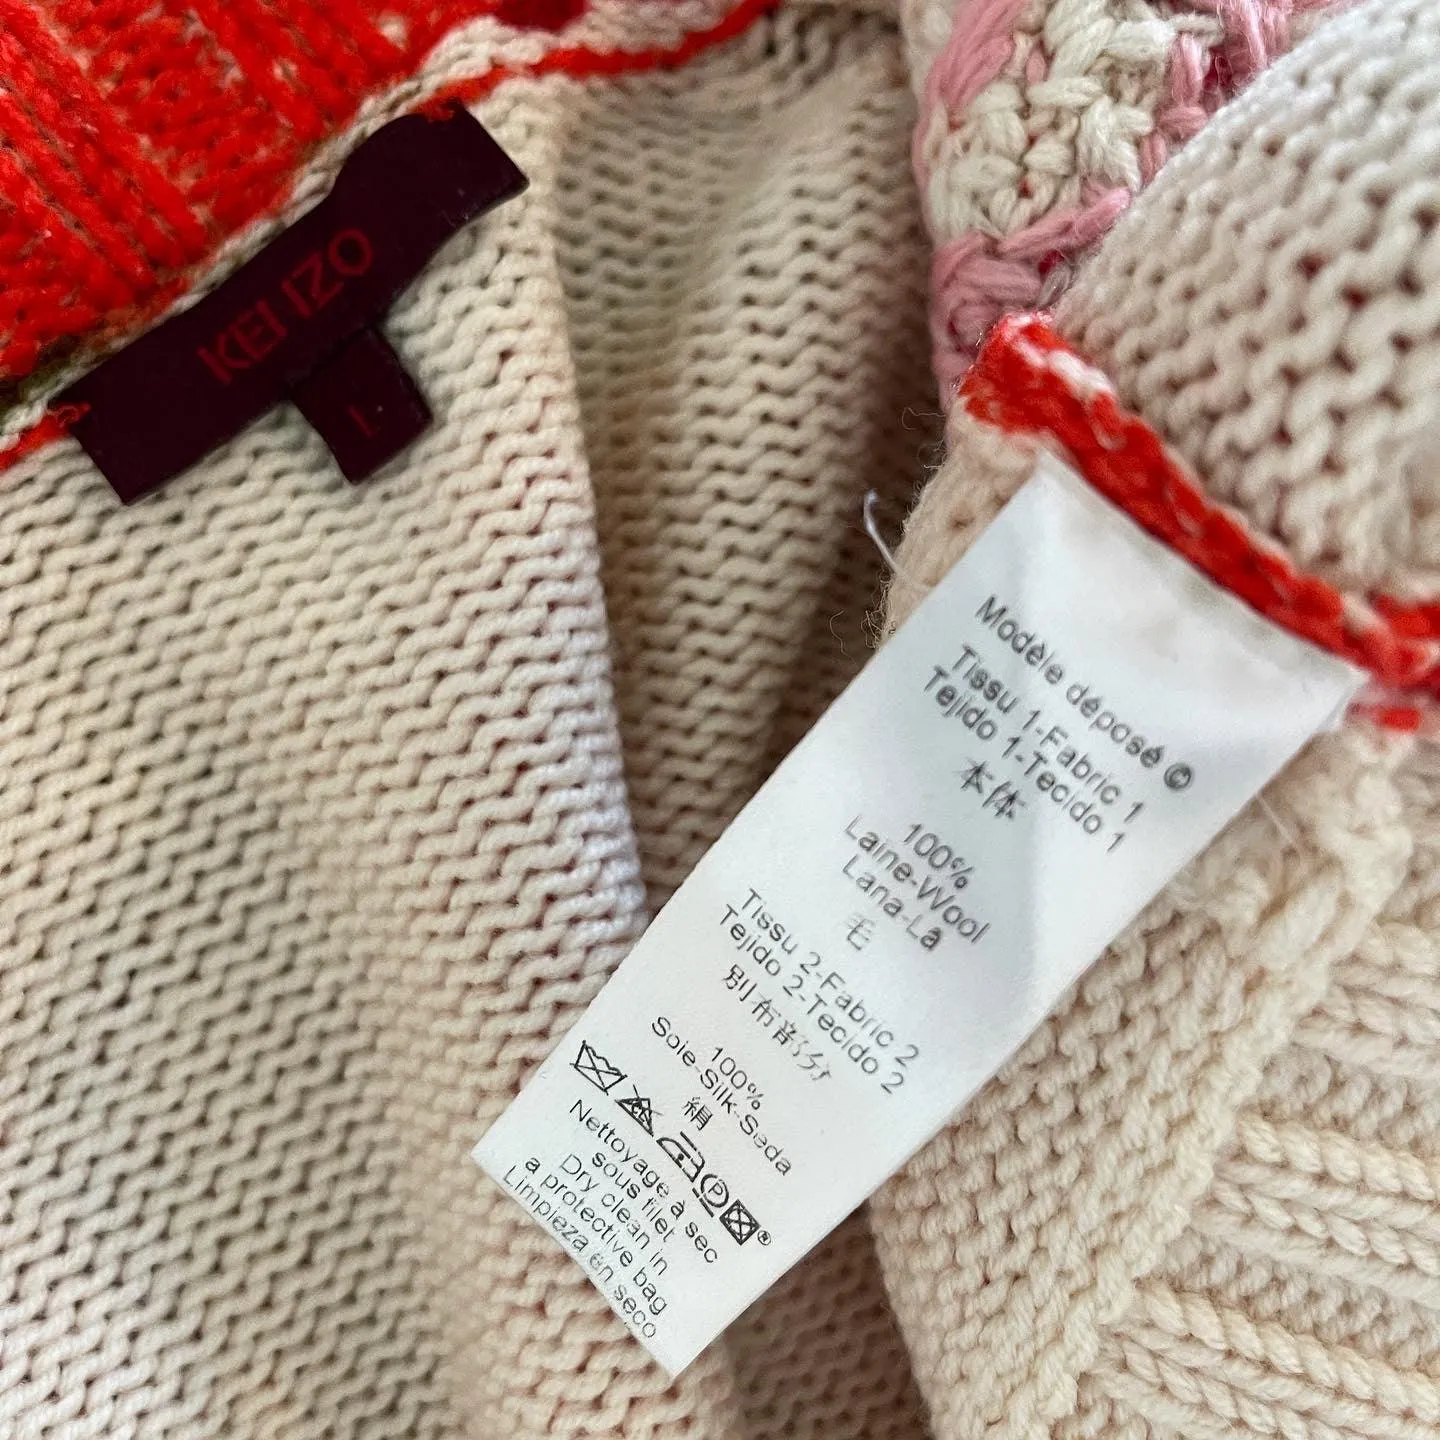 KENZO
L
Modèle déposé ©
Tissu 1-Fabric 1
Tejido 1-Tecido 1
本体
100%
Laine-Wool
Lana-Lã
毛
Tissu 2-Fabric 2
Tejido 2-Tecido 2
別布部分
100%
Soie-Silk-Seda
絹
P ®
Nettoyage à sec
sous filet
Dry clean in
a protective bag
Limpieza en seco